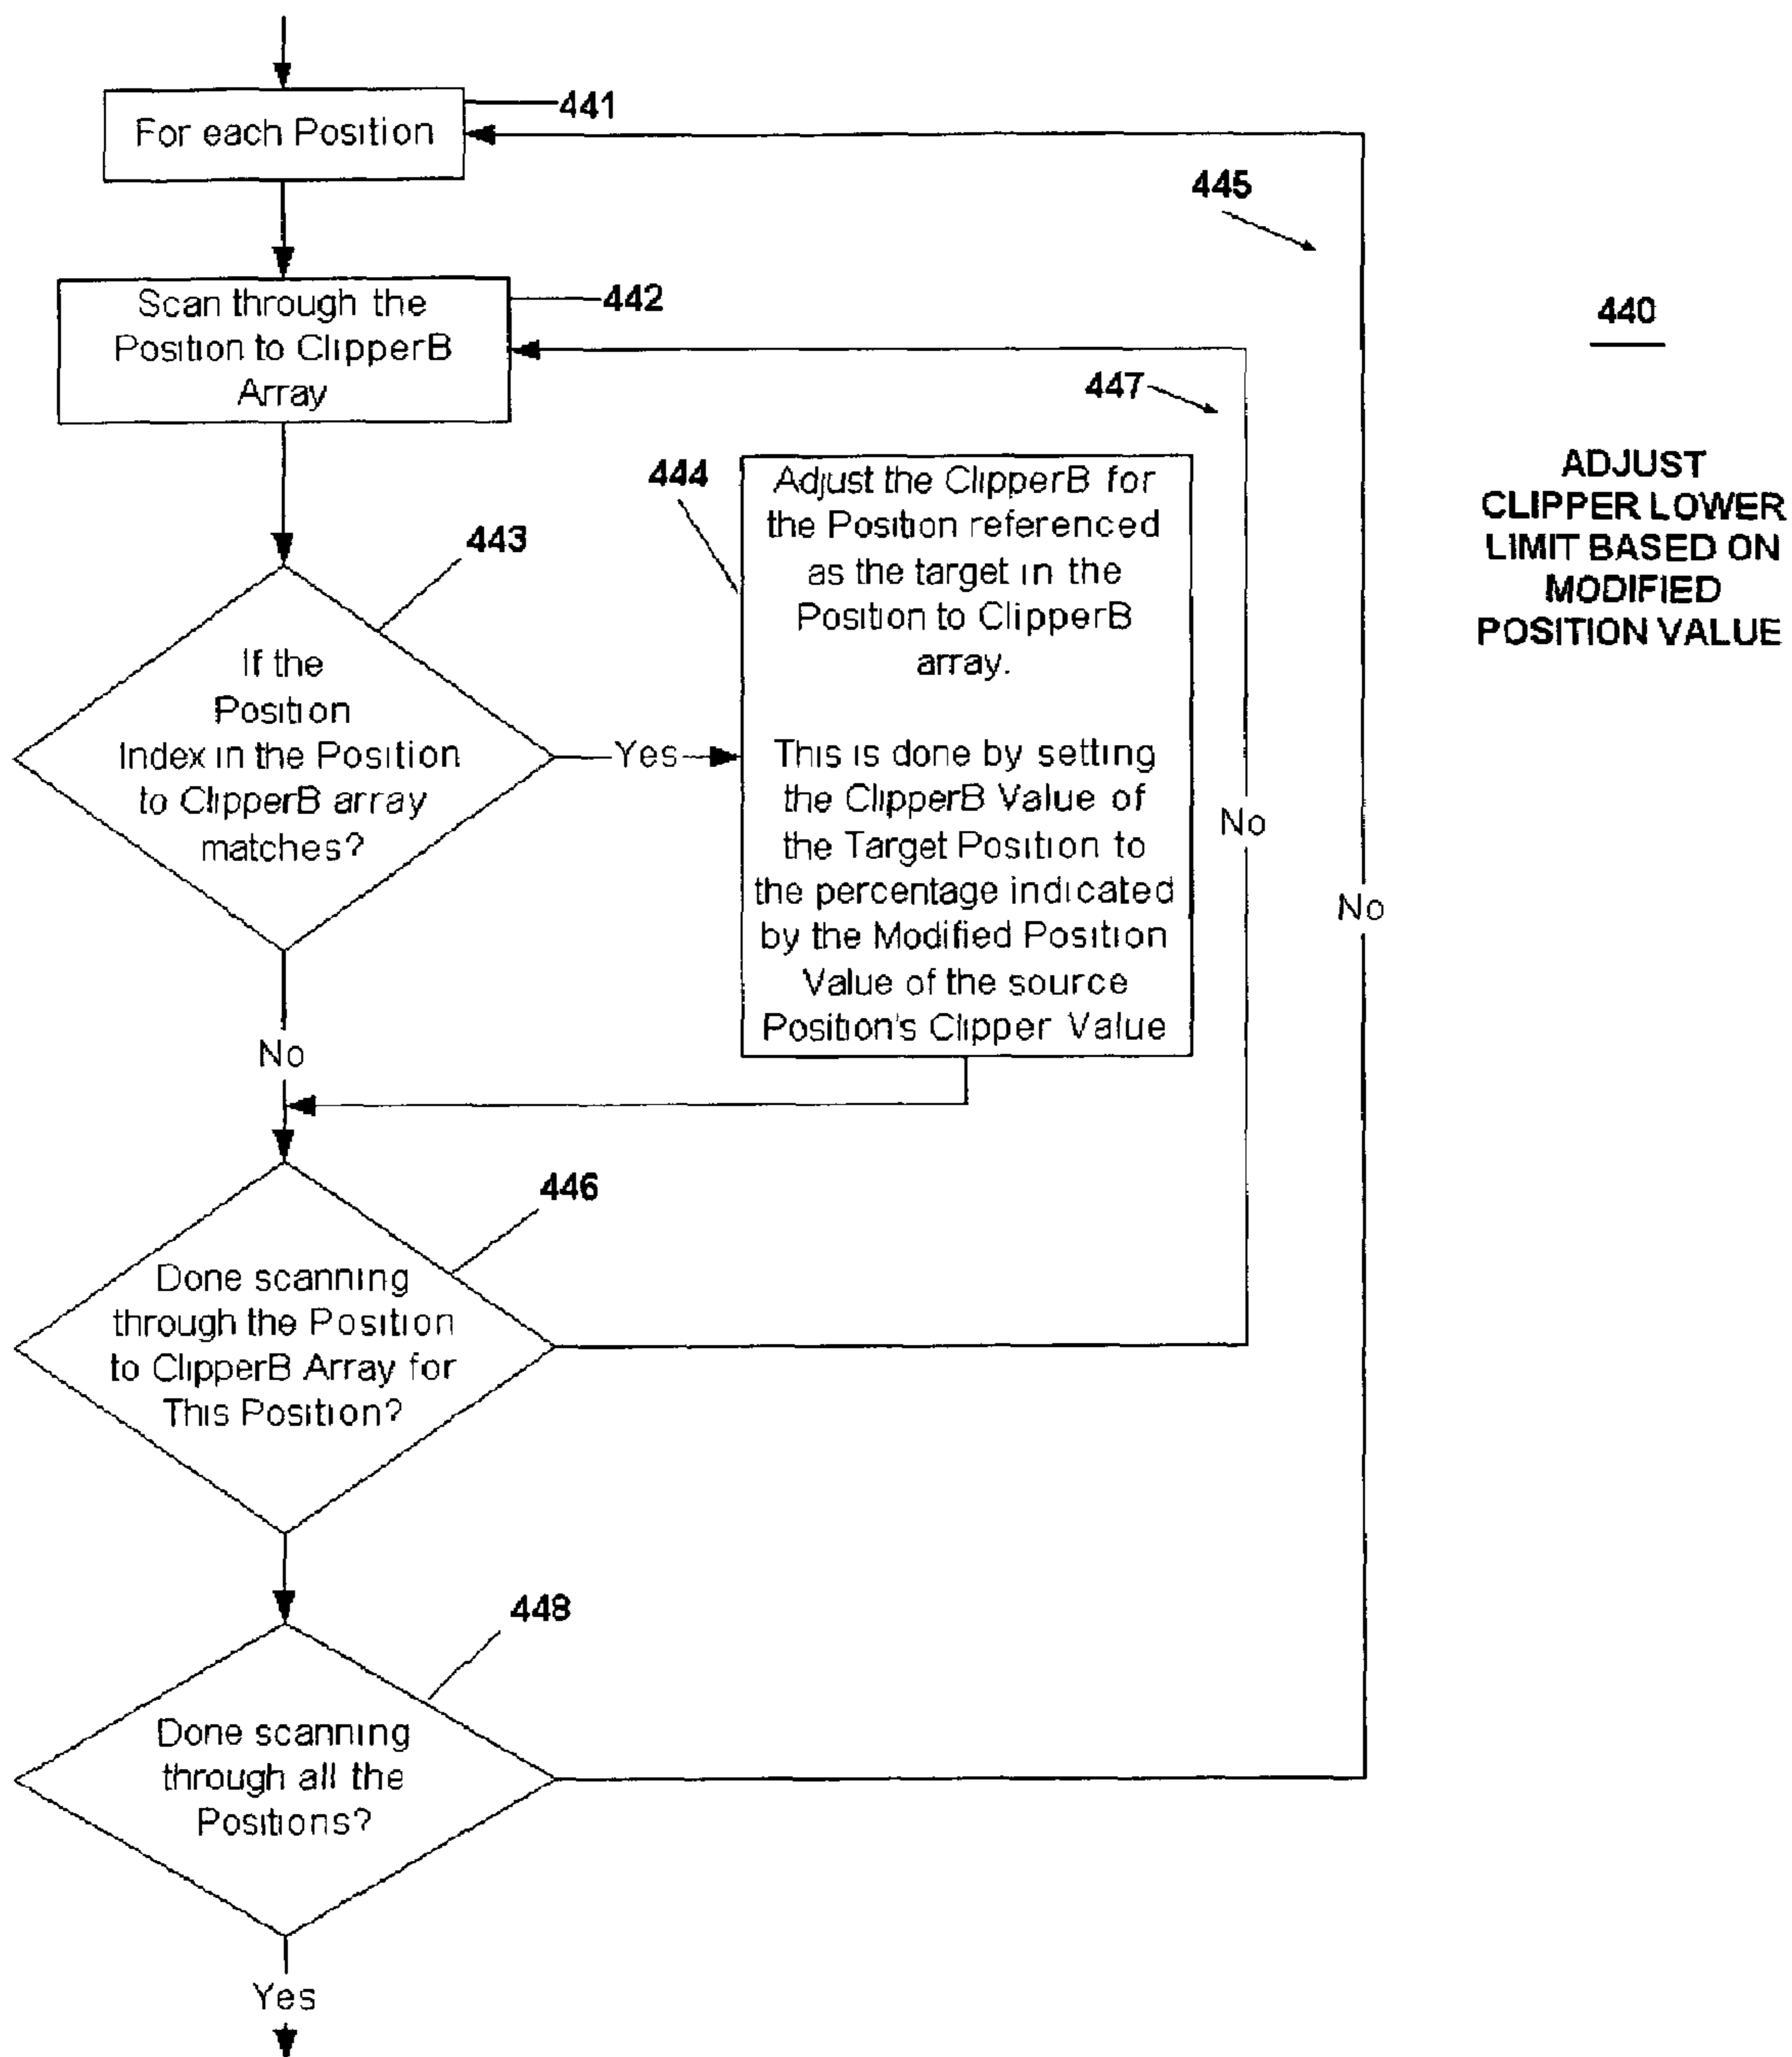 441
For each Position
445
442
Scan through the
Position to ClipperB
Array
440
447
ADJUST
CLIPPER LOWER
LIMIT BASED ON
MODIFIED
POSITION VALUE
444
Adjust the ClipperB for
the Position referenced
as the target in the
Position to ClipperB
array.
This is done by setting
the ClipperB Value of
the Target Position to
the percentage indicated
by the Modified Position
Value of the source
Position's Clipper Value
443
If the
Position
Index in the Position
to ClipperB array
matches?
Yes
No
No
No
446
Done scanning
through the Position
to ClipperB Array for
This Position?
448
Done scanning
through all the
Positions?
Yes